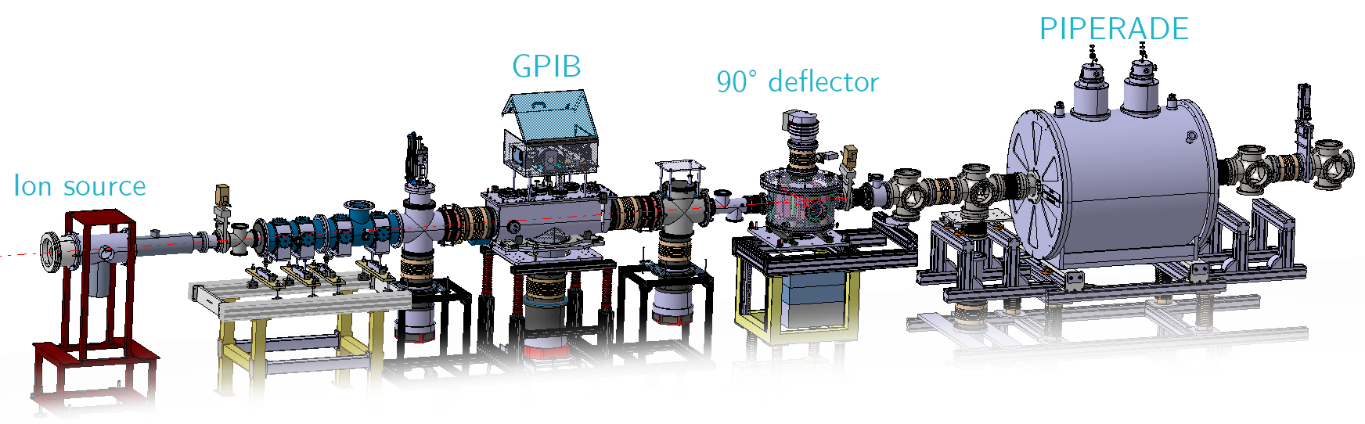 Ion source
GPIB
90° deflector
PIPERADE